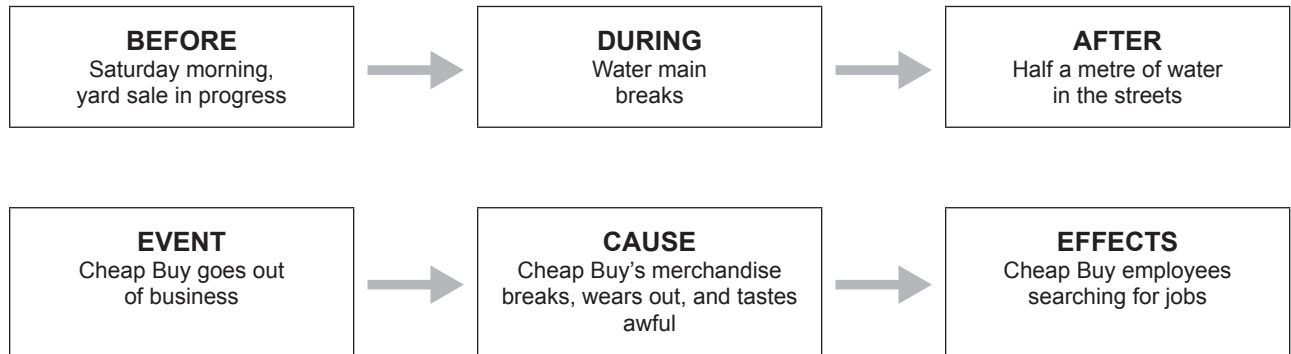 BEFORE
Saturday morning,
yard sale in progress
DURING
Water main
breaks
AFTER
Half a metre of water
in the streets
EVENT
Cheap Buy goes out
of business
CAUSE
Cheap Buy's merchandise
breaks, wears out, and tastes
awful
EFFECTS
Cheap Buy employees
searching for jobs